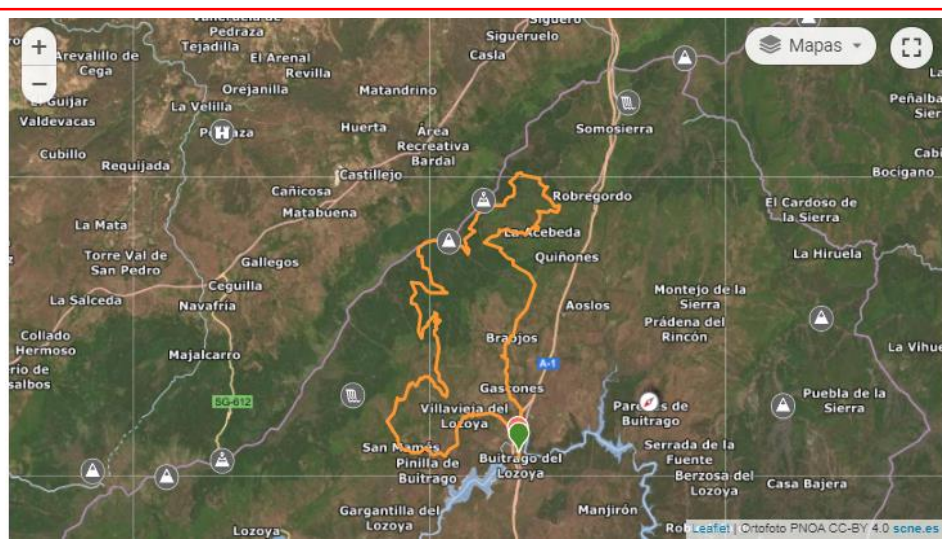 Valleruela de
Pedraza
Tejadilla
Siguero
Sigueruelo
Mapas
Arevalillo de
Cega
El Arenal
Revilla
Casla
Orejanilla
Matandrino
El Guijar
Valdevacas
La Velilla
Pedraza
Huerta
Área
Recreativa
Bardal
Somosierra
Cubillo
Requijada
Castillejo
Bocigano
Cañicosa
Robregordo
Matabuena
El Cardoso de
la Sierra
La Mata
La Acebeda
Torre Val de
San Pedro
Gallegos
Quiñones
La Hiruela
Ceguilla
Montejo de la
Sierra
La Salceda
Navafría
Aoslos
Prádena del
Rincón
Collado
Hermoso
Braojos
Majalcarro
A-1
Gascones
SG-612
Villavieja del
Lozoya
Paredes de
Buitrago
Puebla de la
Sierra
San Mamés
Pinilla de
Buitrago
Buitrago del
Lozoya
Serrada de la
Fuente
Berzosa del
Lozoya
Casa Bajera
Gargantilla del
Lozoya
Manjirón
Lozoya
Leaflet | Ortofoto PNOA CC-BY 4.0 scne.es